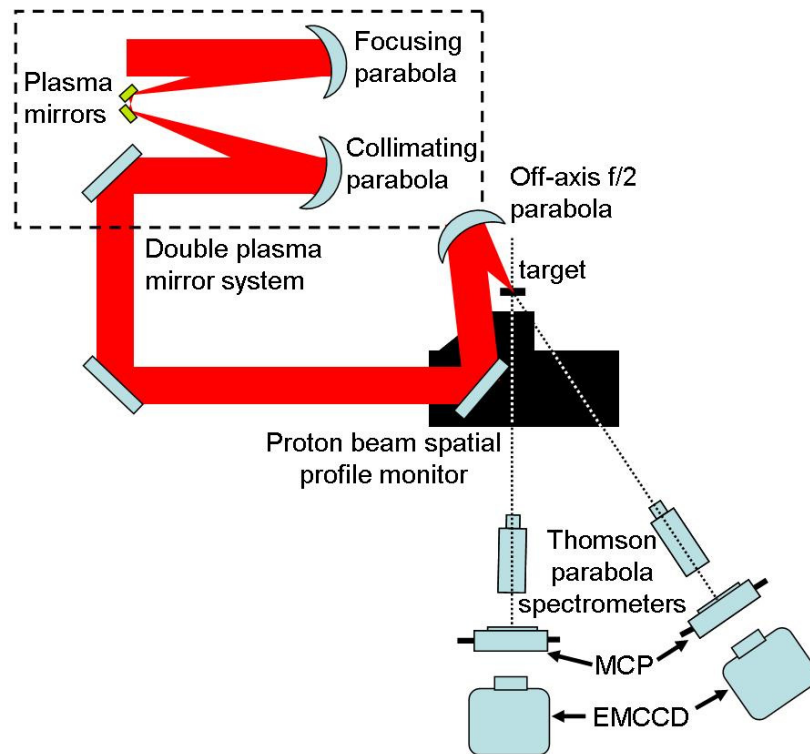 Focusing
parabola
Plasma
mirrors
Collimating
parabola
Off-axis f/2
parabola
Double plasma
mirror system
target
Proton beam spatial
profile monitor
Thomson
parabola
spectrometers
MCP
EMCCD